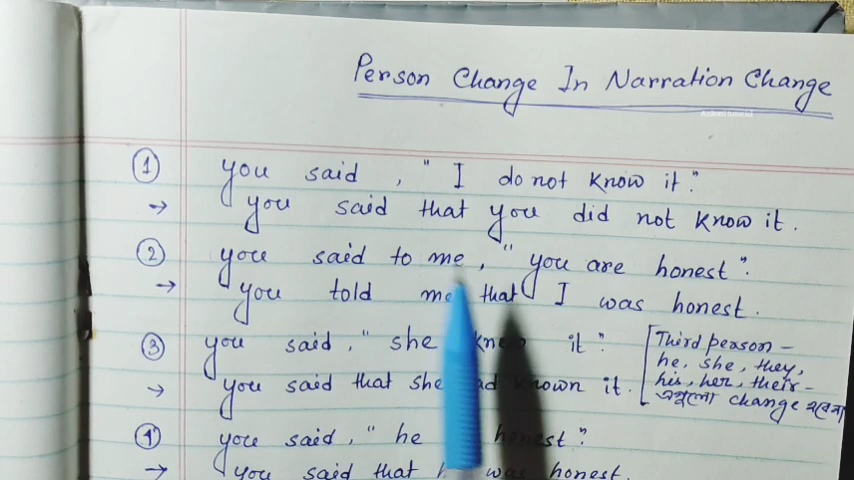 Person Change In Narration Change
① you said, "I do not know it".
→ you said that you did not know it.
② you said to me, "you are honest".
→ you told me that I was honest.
③ you said, "she it".
→ you said that she known it.
[Third person -
he, she, they,
his, her, their -
change
④ you said, "he honest".
→ you said that was honest.